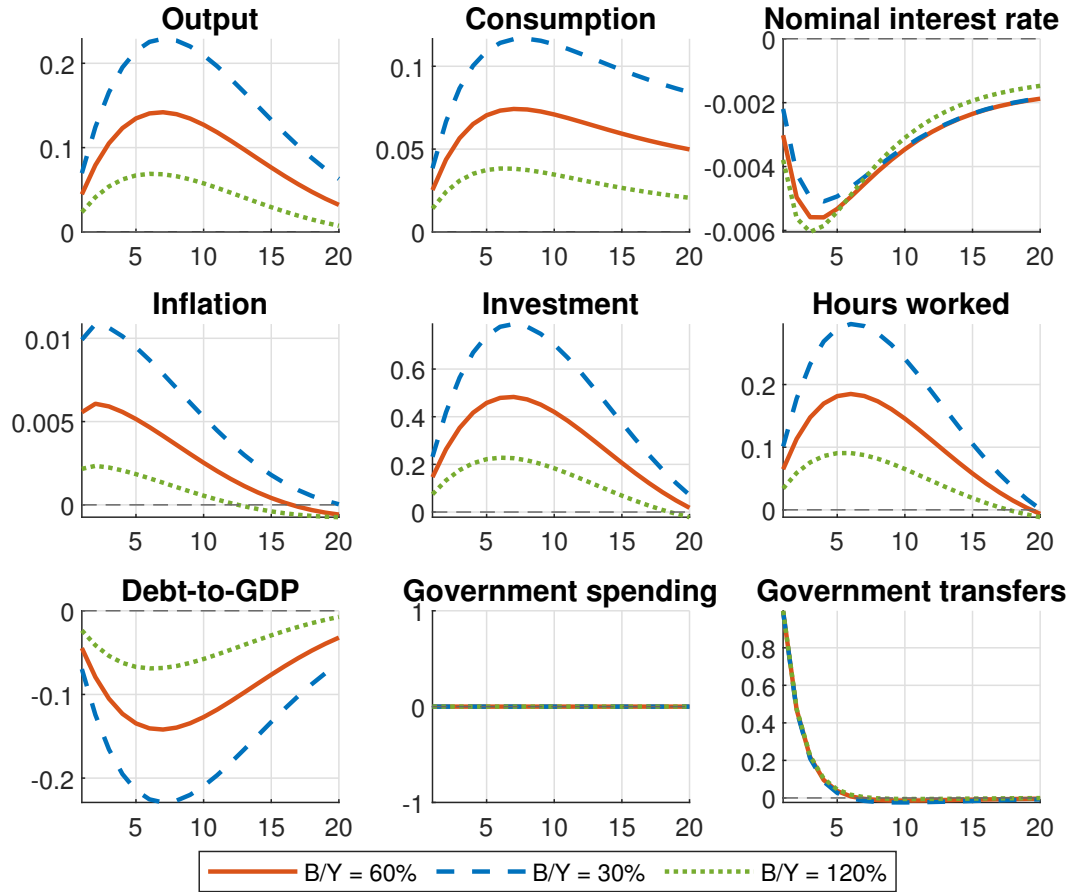 Output
0.2
0.1
0
5 10 15 20
Consumption
0.1
0.05
0
5 10 15 20
Nominal interest rate
0
-0.002
-0.004
-0.006
5 10 15 20
Inflation
0.01
0.005
0
5 10 15 20
Investment
0.6
0.4
0.2
0
5 10 15 20
Hours worked
0.2
0.1
0
5 10 15 20
Debt-to-GDP
0
-0.1
-0.2
5 10 15 20
Government spending
1
0
-1
5 10 15 20
Government transfers
0.8
0.6
0.4
0.2
0
5 10 15 20
B/Y = 60% B/Y = 30% B/Y = 120%